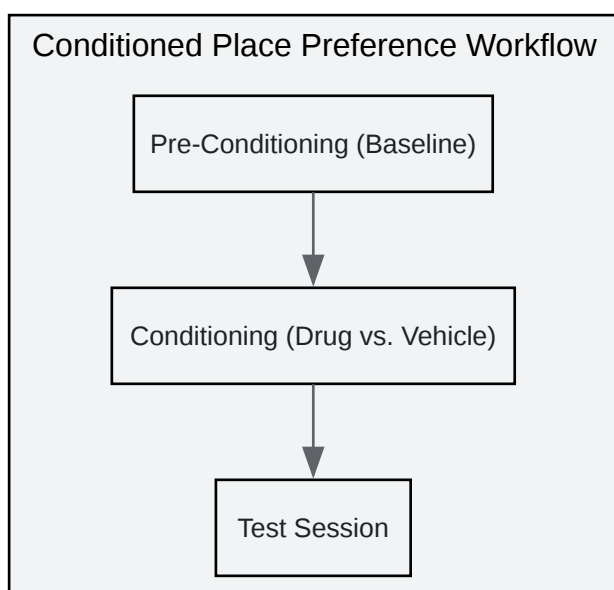 Conditioned Place Preference Workflow
Pre-Conditioning (Baseline)
Conditioning (Drug vs. Vehicle)
Test Session